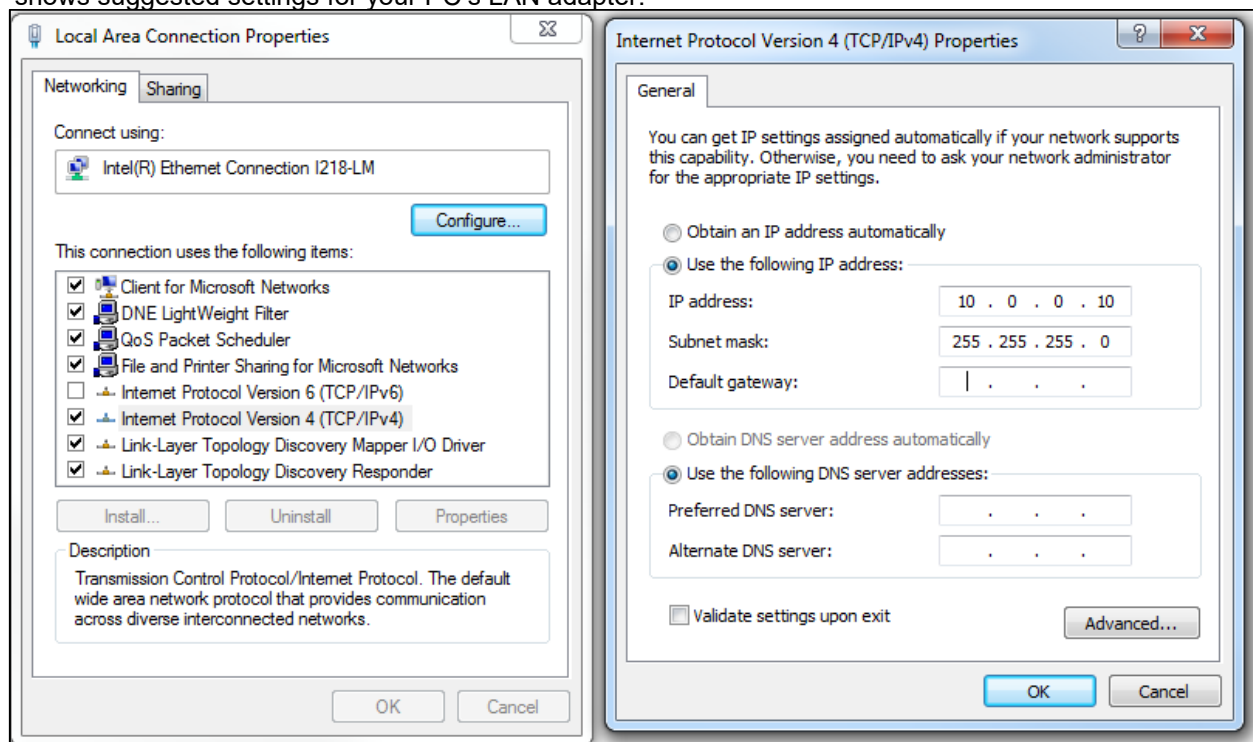 shows suggested settings for your PC's LAN adapter:
Local Area Connection Properties
Networking Sharing
Connect using:
Intel(R) Ethernet Connection I218-LM
Configure...
This connection uses the following items:
Client for Microsoft Networks
DNE LightWeight Filter
QoS Packet Scheduler
File and Printer Sharing for Microsoft Networks
Internet Protocol Version 6 (TCP/IPv6)
Internet Protocol Version 4 (TCP/IPv4)
Link-Layer Topology Discovery Mapper I/O Driver
Link-Layer Topology Discovery Responder
Install... Uninstall Properties
Description
Transmission Control Protocol/Internet Protocol. The default
wide area network protocol that provides communication
across diverse interconnected networks.
OK Cancel
Internet Protocol Version 4 (TCP/IPv4) Properties
General
You can get IP settings assigned automatically if your network supports
this capability. Otherwise, you need to ask your network administrator
for the appropriate IP settings.
Obtain an IP address automatically
Use the following IP address:
IP address: 10 . 0 . 0 . 10
Subnet mask: 255 . 255 . 255 . 0
Default gateway: . . .
Obtain DNS server address automatically
Use the following DNS server addresses:
Preferred DNS server: . . .
Alternate DNS server: . . .
Validate settings upon exit
Advanced...
OK Cancel